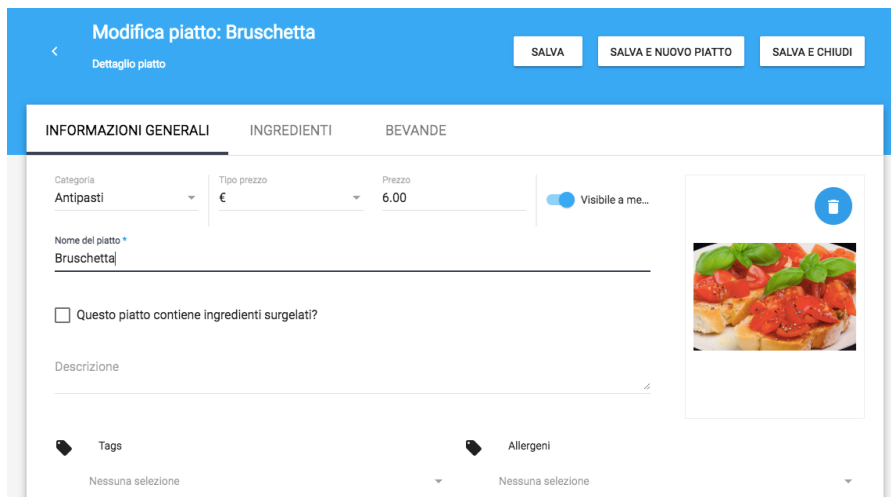 Modifica piatto: Bruschetta
Dettaglio piatto
SALVA
SALVA E NUOVO PIATTO
SALVA E CHIUDI
INFORMAZIONI GENERALI
INGREDIENTI
BEVANDE
Categoria
Antipasti
Tipo prezzo
€
Prezzo
6.00
Visibile a me...
Nome del piatto *
Bruschetta
Questo piatto contiene ingredienti surgelati?
Descrizione
Tags
Allergeni
Nessuna selezione
Nessuna selezione